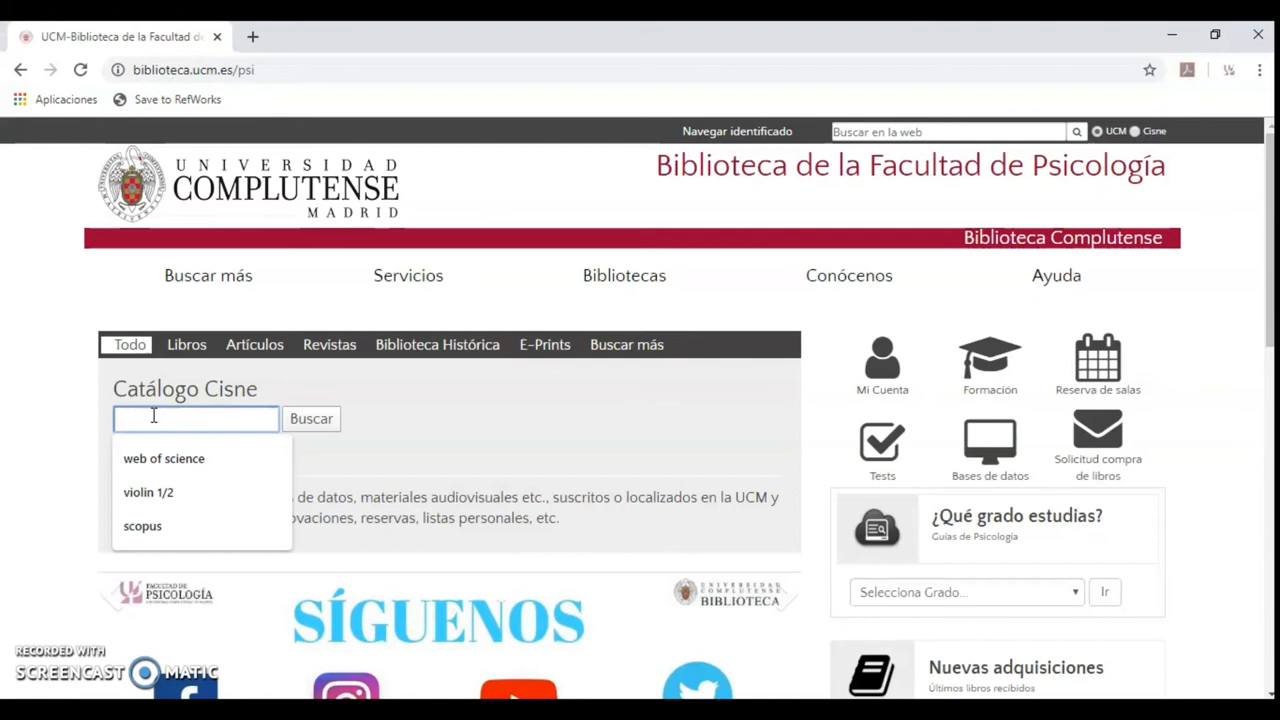 UCM-Biblioteca de la Facultad de
biblioteca.ucm.es/psi
Aplicaciones Save to RefWorks
Navegar identificado Buscar en la web UCM Cisne
UNIVERSIDAD
COMPLUTENSE
MADRID
Biblioteca de la Facultad de Psicología
Biblioteca Complutense
Buscar más Servicios Bibliotecas Conócenos Ayuda
Todo Libros Artículos Revistas Biblioteca Histórica E-Prints Buscar más
Catálogo Cisne
Buscar
web of science
violin 1/2
scopus
de datos, materiales audiovisuales etc., suscritos o localizados en la UCM y
ovaciones, reservas, listas personales, etc.
Mi Cuenta Formación Reserva de salas
Tests Bases de datos Solicitud compra
de libros
¿Qué grado estudias?
Guías de Psicología
Selecciona Grado... Ir
FACULTAD DE
PSICOLOGÍA
BIBLIOTECA
SÍGUENOS
Nuevas adquisiciones
Últimos libros recibidos
RECORDED WITH
SCREENCAST MATIC